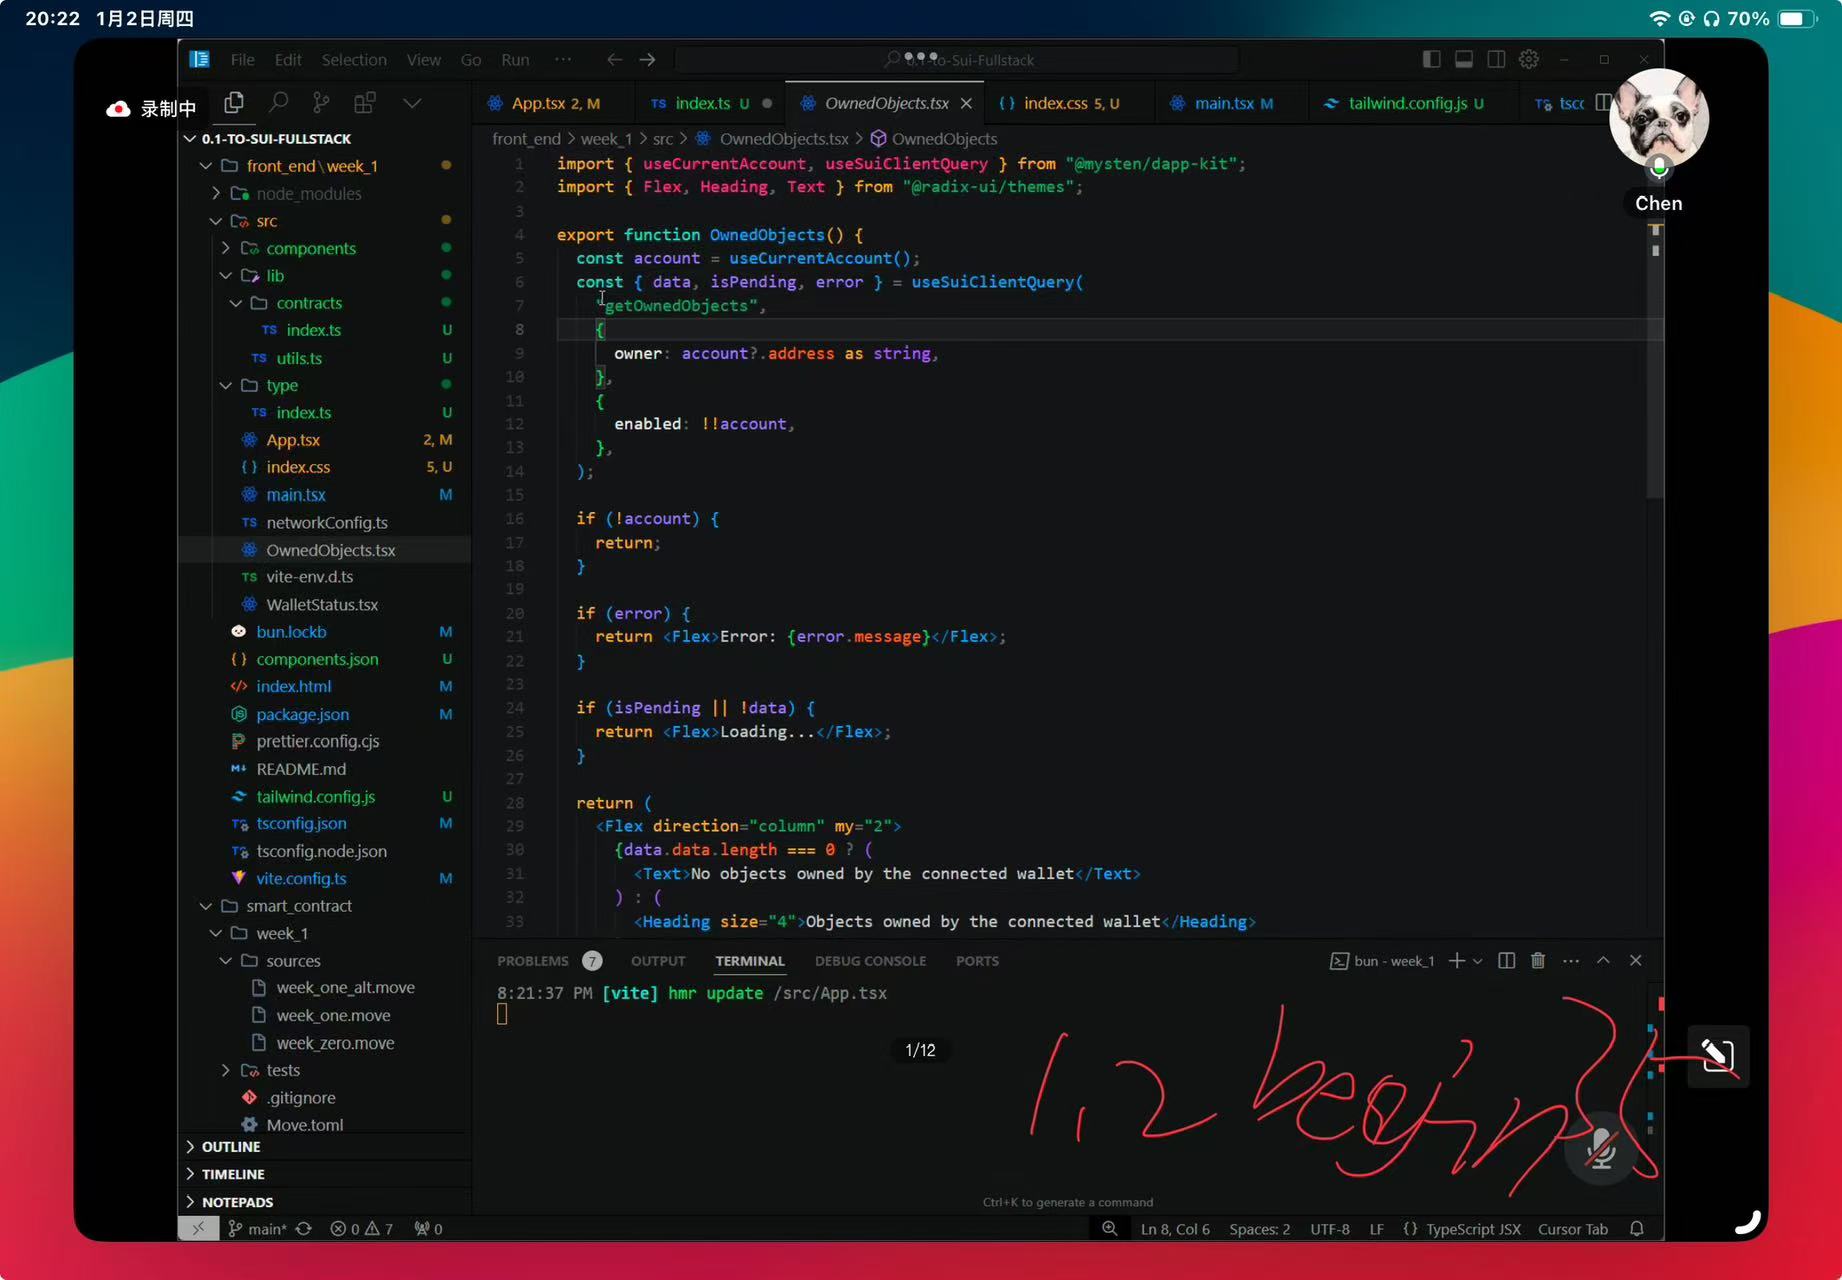 20:22 1月2日周四
70%
File Edit Selection View Go Run ··· ← → 0.1-to-Sui-Fullstack
录制中
Chen
0.1-TO-SUI-FULLSTACK
front_end\week_1
node_modules
src
components
lib
contracts
index.ts U
utils.ts U
type
index.ts U
App.tsx 2, M
index.css 5, U
main.tsx M
networkConfig.ts
OwnedObjects.tsx
vite-env.d.ts
WalletStatus.tsx
bun.lockb M
components.json U
index.html M
package.json M
prettier.config.cjs
README.md
tailwind.config.js U
tsconfig.json M
tsconfig.node.json
vite.config.ts M
smart_contract
week_1
sources
week_one_alt.move
week_one.move
week_zero.move
tests
.gitignore
Move.toml
OUTLINE
TIMELINE
NOTEPADS
App.tsx 2, M index.ts U OwnedObjects.tsx index.css 5, U main.tsx M tailwind.config.js U tscc
front_end > week_1 > src > OwnedObjects.tsx > OwnedObjects
1 import { useCurrentAccount, useSuiClientQuery } from "@mysten/dapp-kit";
2 import { Flex, Heading, Text } from "@radix-ui/themes";
3
4 export function OwnedObjects() {
5 const account = useCurrentAccount();
6 const { data, isPending, error } = useSuiClientQuery(
7 "getOwnedObjects",
8 {
9 owner: account?.address as string,
10 },
11 {
12 enabled: !!account,
13 },
14 );
15
16 if (!account) {
17 return;
18 }
19
20 if (error) {
21 return <Flex>Error: {error.message}</Flex>;
22 }
23
24 if (isPending || !data) {
25 return <Flex>Loading...</Flex>;
26 }
27
28 return (
29 <Flex direction="column" my="2">
30 {data.data.length === 0 ? (
31 <Text>No objects owned by the connected wallet</Text>
32 ) : (
33 <Heading size="4">Objects owned by the connected wallet</Heading>
PROBLEMS 7 OUTPUT TERMINAL DEBUG CONSOLE PORTS bun - week_1
8:21:37 PM [vite] hmr update /src/App.tsx
1/12
1,2
Ctrl+K to generate a command
main* 0 7 0 Ln 8, Col 6 Spaces: 2 UTF-8 LF {} TypeScript JSX Cursor Tab